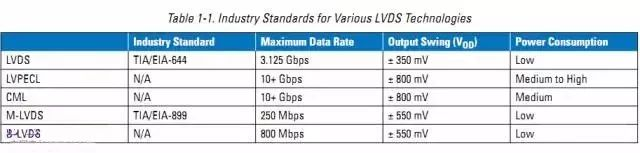 Table 1-1. Industry Standards for Various LVDS Technologies
Industry Standard Maximum Data Rate Output Swing (VOD) Power Consumption
LVDS TIA/EIA-644 3.125 Gbps ± 350 mV Low
LVPECL N/A 10+ Gbps ± 800 mV Medium to High
CML N/A 10+ Gbps ± 800 mV Medium
M-LVDS TIA/EIA-899 250 Mbps ± 550 mV Low
B-LVDS N/A 800 Mbps ± 550 mV Low